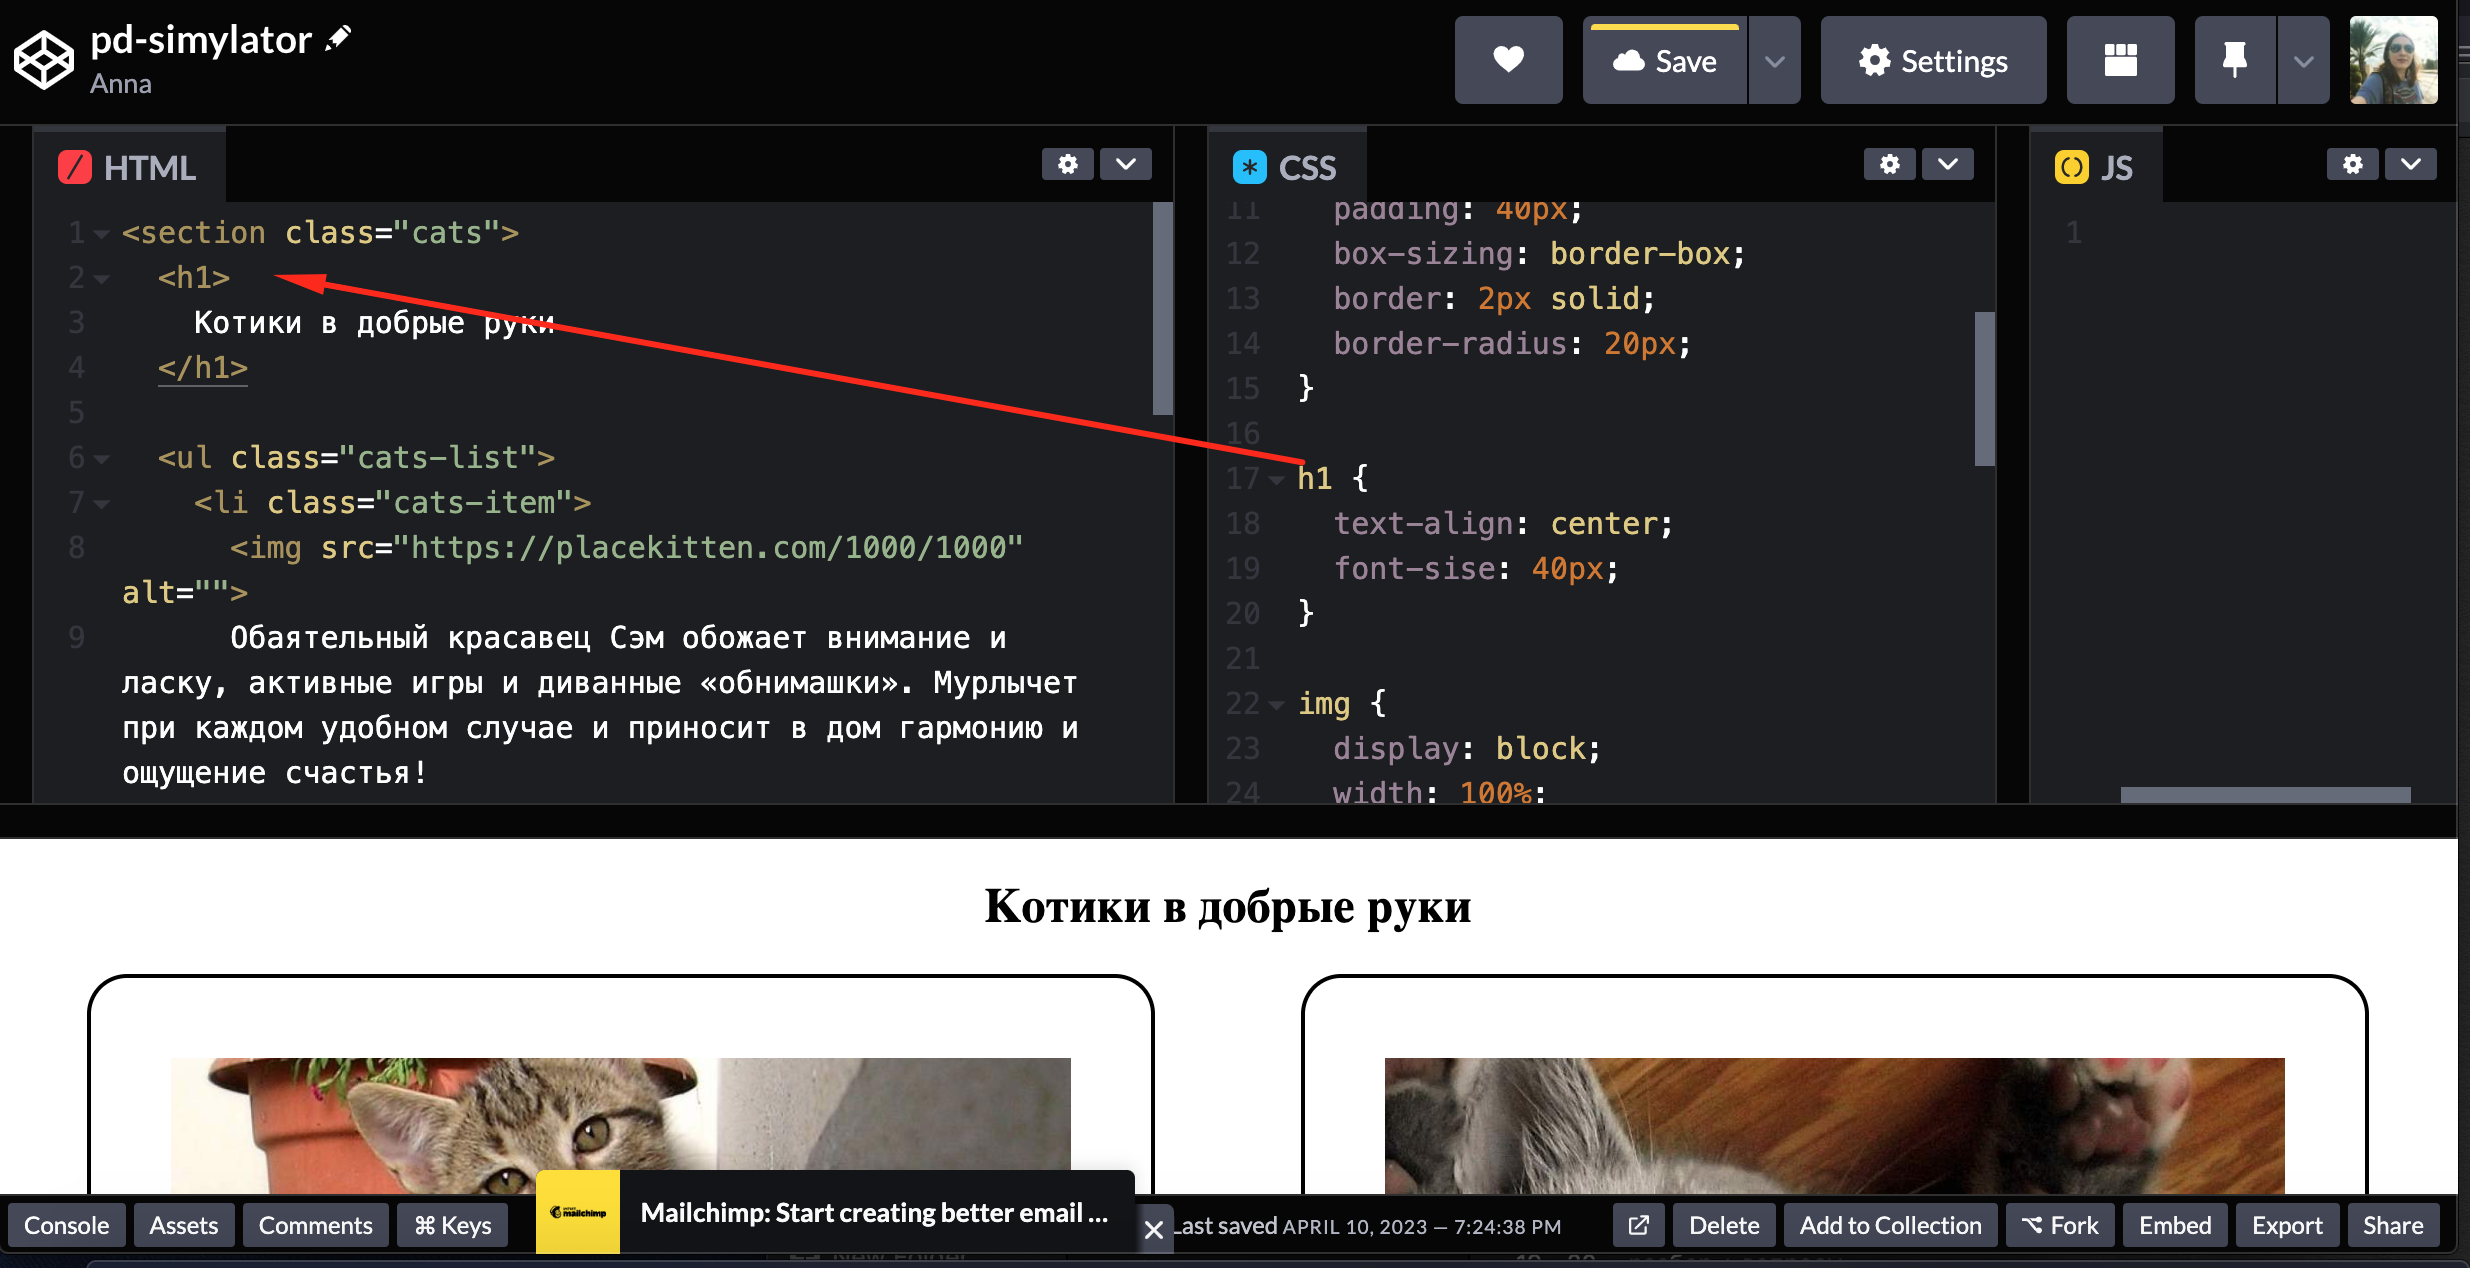 pd-simylator
Anna
Save
Settings
HTML
1 <section class="cats">
2 <h1>
3 Котики в добрые руки
4 </h1>
5
6 <ul class="cats-list">
7 <li class="cats-item">
8 <img src="https://placekitten.com/1000/1000"
alt="">
9 Обаятельный красавец Сэм обожает внимание и
ласку, активные игры и диванные «обнимашки». Мурлычет
при каждом удобном случае и приносит в дом гармонию и
ощущение счастья!
CSS
11 padding: 40px;
12 box-sizing: border-box;
13 border: 2px solid;
14 border-radius: 20px;
15 }
16
17 h1 {
18 text-align: center;
19 font-sise: 40px;
20 }
21
22 img {
23 display: block;
24 width: 100%;
JS
1
Котики в добрые руки
Console
Assets
Comments
⌘ Keys
mailchimp
Mailchimp: Start creating better email ...
Last saved APRIL 10, 2023 — 7:24:38 PM
Delete
Add to Collection
Fork
Embed
Export
Share
New Folder